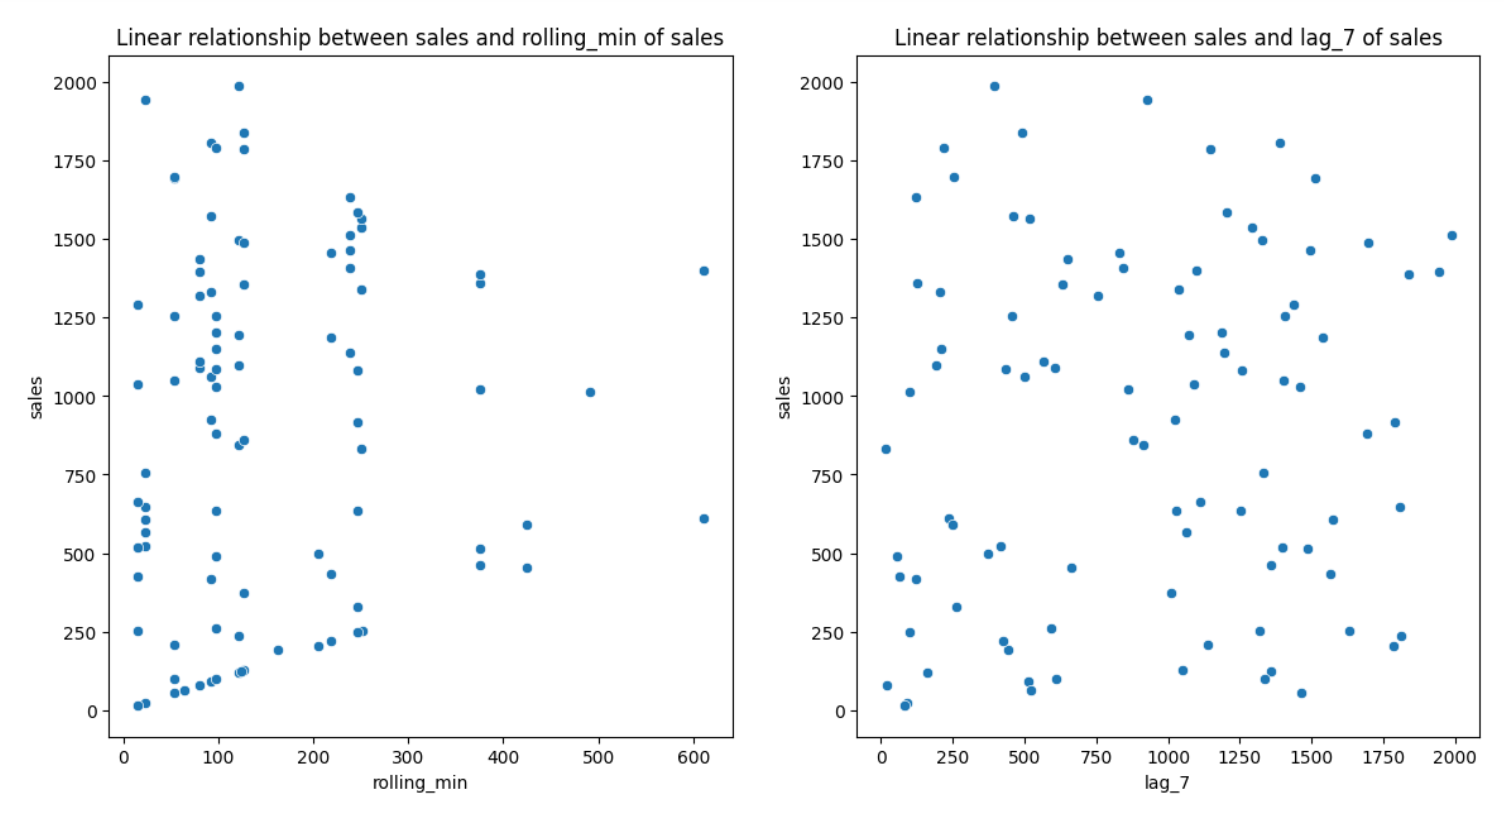 Linear relationship between sales and rolling_min of sales
2000
1750
1500
1250
1000
750
500
250
0
sales
0 100 200 300 400 500 600
rolling_min
Linear relationship between sales and lag_7 of sales
2000
1750
1500
1250
1000
750
500
250
0
sales
0 250 500 750 1000 1250 1500 1750 2000
lag_7